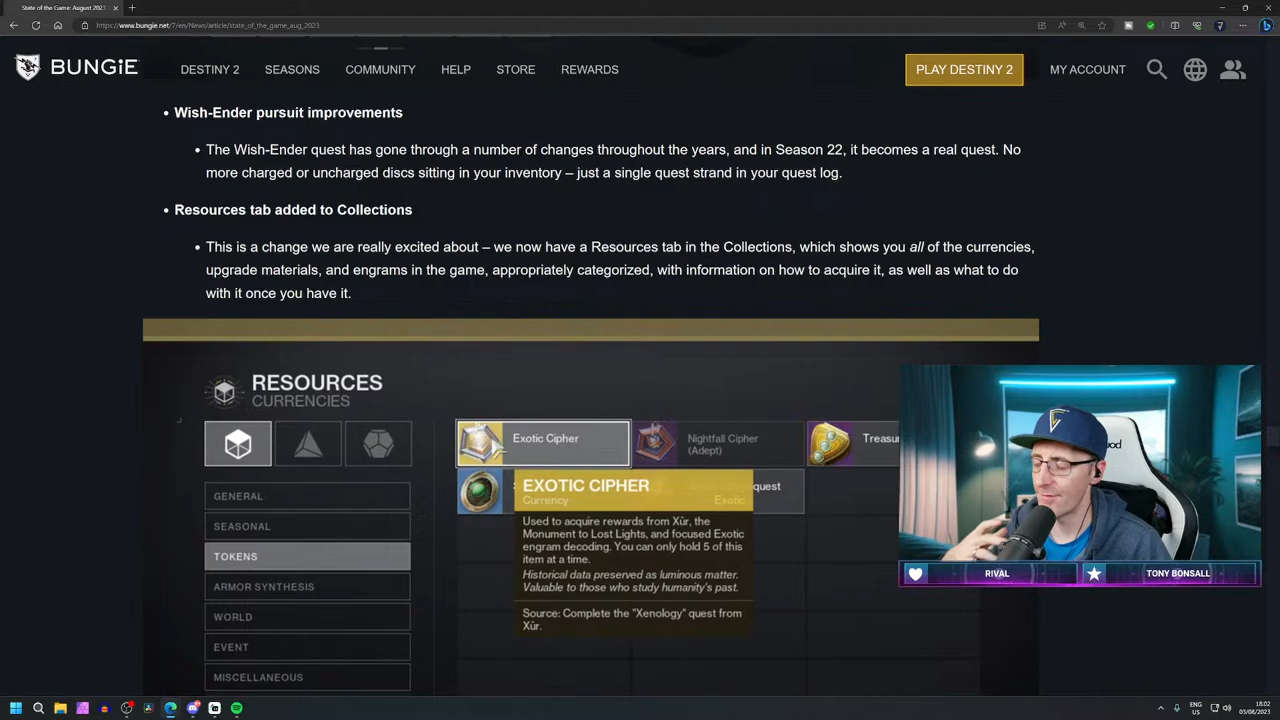 State of the Game: August 2023
https://www.bungie.net/7/en/News/article/state_of_the_game_aug_2023
BUNGiE
DESTINY 2
SEASONS
COMMUNITY
HELP
STORE
REWARDS
PLAY DESTINY 2
MY ACCOUNT
• Wish-Ender pursuit improvements
• The Wish-Ender quest has gone through a number of changes throughout the years, and in Season 22, it becomes a real quest. No
more charged or uncharged discs sitting in your inventory – just a single quest strand in your quest log.
• Resources tab added to Collections
• This is a change we are really excited about – we now have a Resources tab in the Collections, which shows you all of the currencies,
upgrade materials, and engrams in the game, appropriately categorized, with information on how to acquire it, as well as what to do
with it once you have it.
RESOURCES
CURRENCIES
GENERAL
SEASONAL
TOKENS
ARMOR SYNTHESIS
WORLD
EVENT
MISCELLANEOUS
Exotic Cipher
Nightfall Cipher
(Adept)
Treasu
quest
EXOTIC CIPHER
Currency
Exotic
Used to acquire rewards from Xûr, the
Monument to Lost Lights, and focused Exotic
engram decoding. You can only hold 5 of this
item at a time.
Historical data preserved as luminous matter.
Valuable to those who study humanity's past.
Source: Complete the "Xenology" quest from
Xûr.
RIVAL
TONY BONSALL
ENG
US
18:02
03/08/2023